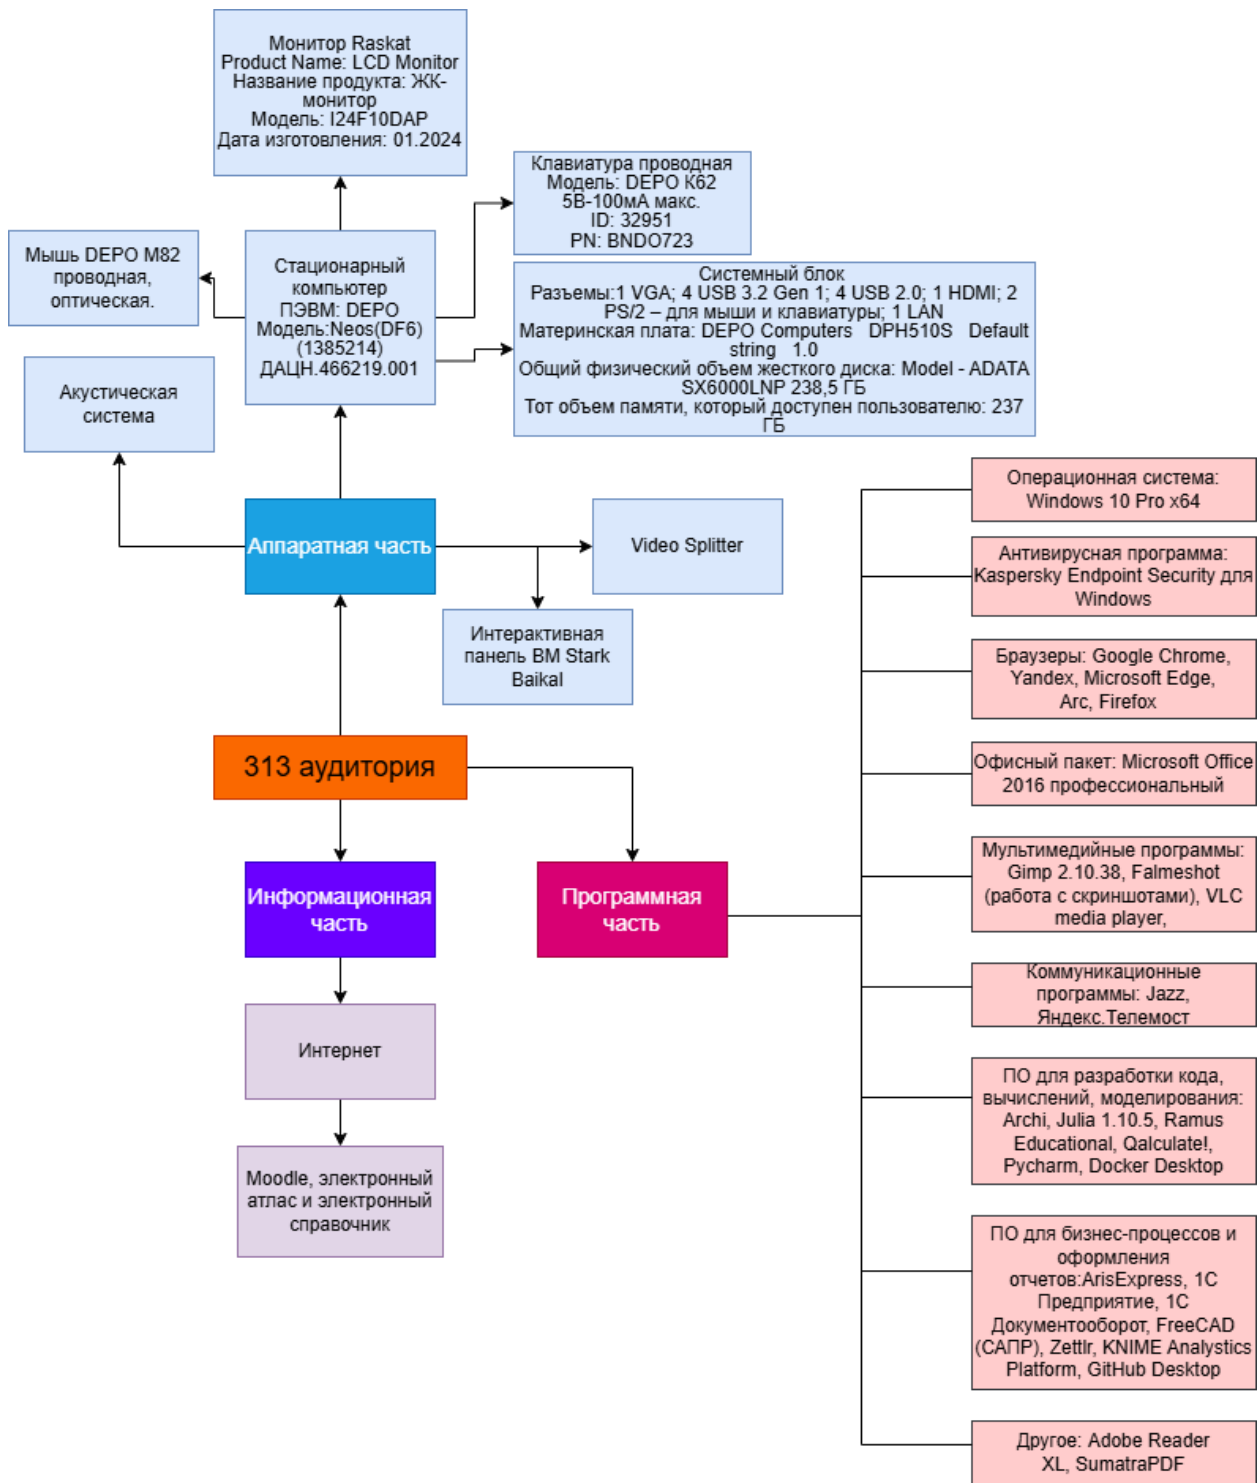 Монитор Raskat
Product Name: LCD Monitor
Название продукта: ЖК-
монитор
Модель: I24F10DAP
Дата изготовления: 01.2024
Клавиатура проводная
Модель: DEPO К62
5В-100мА макс.
ID: 32951
PN: BNDO723
Мышь DEPO M82
проводная,
оптическая.
Стационарный
компьютер
ПЭВМ: DEPO
Модель:Neos(DF6)
(1385214)
ДАЦН.466219.001
Системный блок
Разъемы:1 VGA; 4 USB 3.2 Gen 1; 4 USB 2.0; 1 HDMI; 2
PS/2 – для мыши и клавиатуры; 1 LAN
Материнская плата: DEPO Computers DPH510S Default
string 1.0
Общий физический объем жесткого диска: Model - ADATA
SX6000LNP 238,5 ГБ
Тот объем памяти, который доступен пользователю: 237
ГБ
Акустическая
система
Аппаратная часть
Video Splitter
Интерактивная
панель BM Stark
Baikal
313 аудитория
Информационная
часть
Программная
часть
Интернет
Moodle, электронный
атлас и электронный
справочник
Операционная система:
Windows 10 Pro x64
Антивирусная программа:
Kaspersky Endpoint Security для
Windows
Браузеры: Google Chrome,
Yandex, Microsoft Edge,
Arc, Firefox
Офисный пакет: Microsoft Office
2016 профессиональный
Мультимедийные программы:
Gimp 2.10.38, Falmeshot
(работа с скриншотами), VLC
media player,
Коммуникационные
программы: Jazz,
Яндекс.Телемост
ПО для разработки кода,
вычислений, моделирования:
Archi, Julia 1.10.5, Ramus
Educational, Qalculate!,
Pycharm, Docker Desktop
ПО для бизнес-процессов и
оформления
отчетов:ArisExpress, 1С
Предприятие, 1С
Документооборот, FreeCAD
(САПР), Zettlr, KNIME Analystics
Platform, GitHub Desktop
Другое: Adobe Reader
XL, SumatraPDF